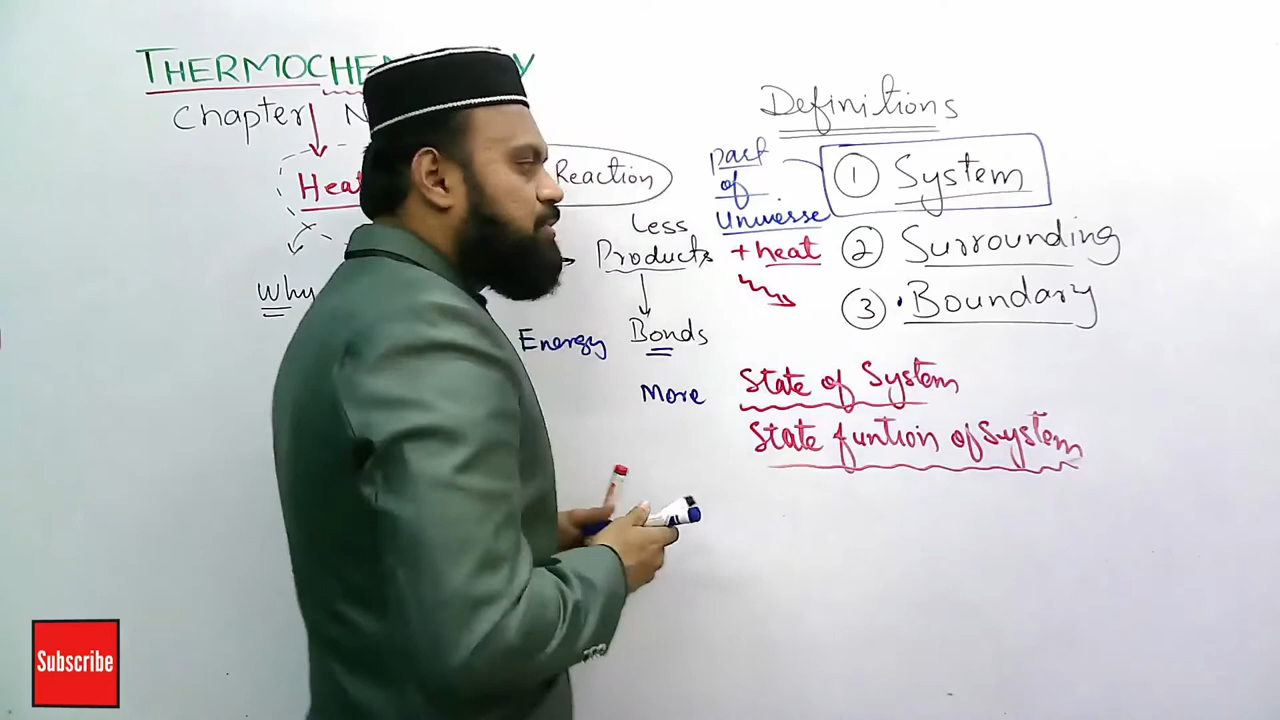 THERMOCHE
Chapter
Heat
Reaction
Why
Less
Products
Energy
Bonds
More
Definitions
part
of
Universe
+ heat
① System
② Surrounding
③ · Boundary
State of System
State funtion of System
Subscribe